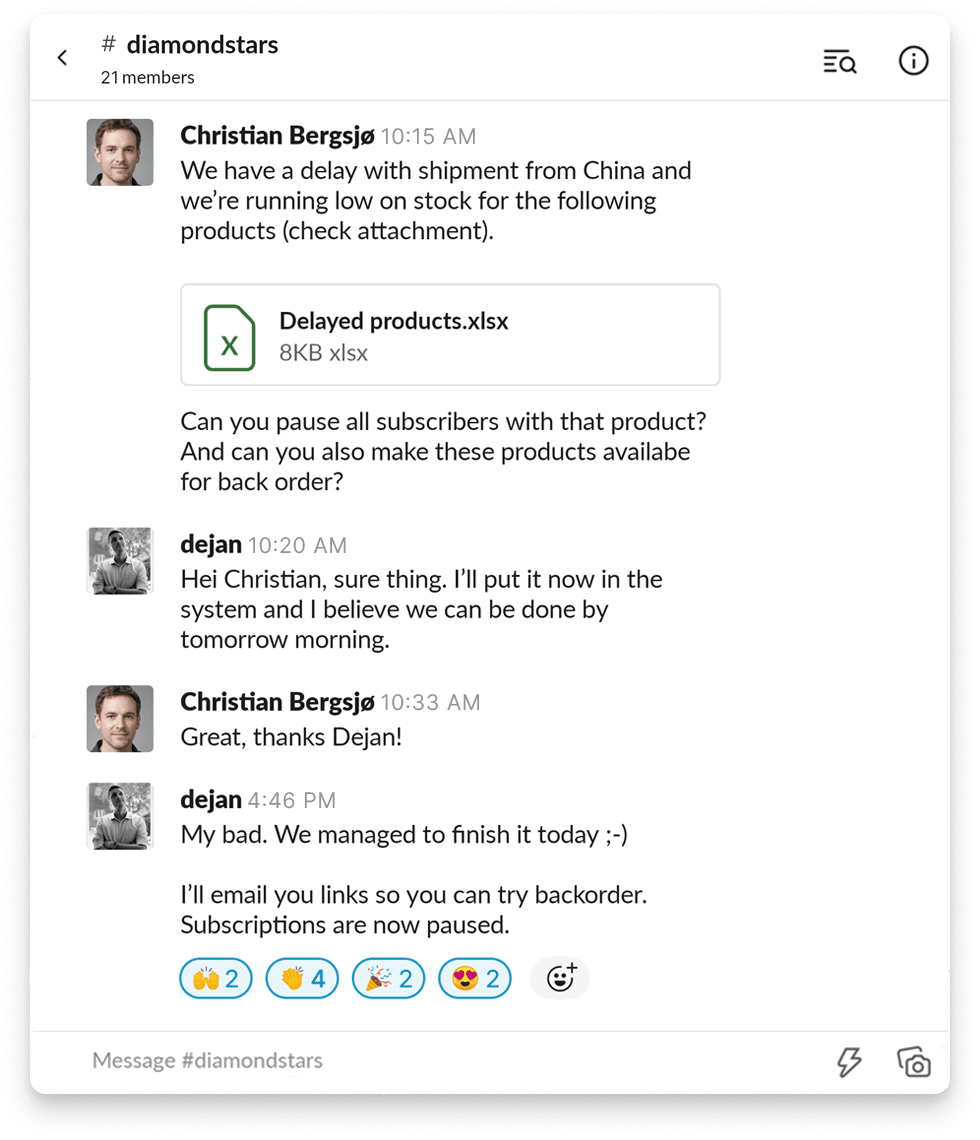 # diamondstars
21 members
Christian Bergsjø 10:15 AM
We have a delay with shipment from China and
we’re running low on stock for the following
products (check attachment).
X
Delayed products.xlsx
8KB xlsx
Can you pause all subscribers with that product?
And can you also make these products availabe
for back order?
dejan 10:20 AM
Hei Christian, sure thing. I’ll put it now in the
system and I believe we can be done by
tomorrow morning.
Christian Bergsjø 10:33 AM
Great, thanks Dejan!
dejan 4:46 PM
My bad. We managed to finish it today ;-)
I’ll email you links so you can try backorder.
Subscriptions are now paused.
🙌 2 👏 4 🎉 2 😍 2
Message #diamondstars